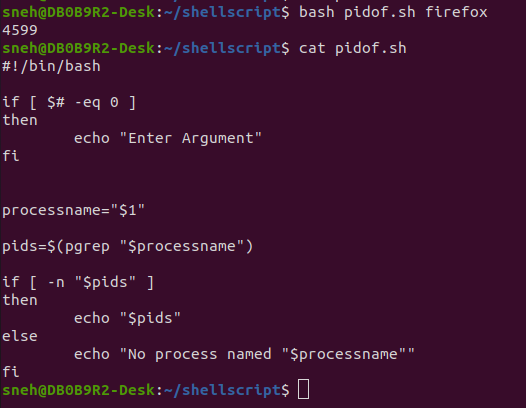 sneh@DB0B9R2-Desk:~/shellscript$ bash pidof.sh firefox
4599
sneh@DB0B9R2-Desk:~/shellscript$ cat pidof.sh
#!/bin/bash
if [ $# -eq 0 ]
then
        echo "Enter Argument"
fi
processname="$1"
pids=$(pgrep "$processname")
if [ -n "$pids" ]
then
        echo "$pids"
else
        echo "No process named "$processname""
fi
sneh@DB0B9R2-Desk:~/shellscript$